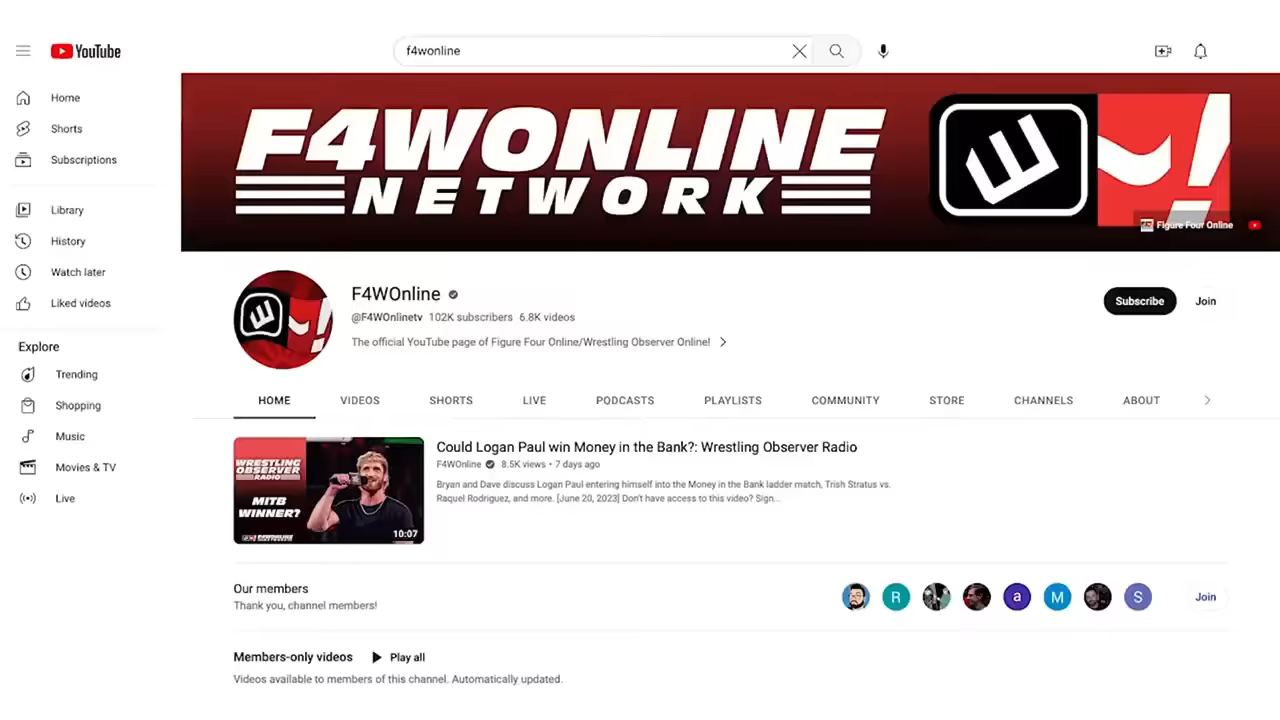 YouTube
f4wonline
Home
Shorts
Subscriptions
Library
History
Watch later
Liked videos
Explore
Trending
Shopping
Music
Movies & TV
Live
F4WONLINE
NETWORK
Figure Four Online
F4WOnline
@F4WOnlinetv 102K subscribers 6.8K videos
The official YouTube page of Figure Four Online/Wrestling Observer Online!
Subscribe
Join
HOME
VIDEOS
SHORTS
LIVE
PODCASTS
PLAYLISTS
COMMUNITY
STORE
CHANNELS
ABOUT
WRESTLING
OBSERVER
RADIO
MITB
WINNER?
10:07
Could Logan Paul win Money in the Bank?: Wrestling Observer Radio
F4WOnline 8.5K views • 7 days ago
Bryan and Dave discuss Logan Paul entering himself into the Money in the Bank ladder match, Trish Stratus vs.
Raquel Rodriguez, and more. [June 20, 2023] Don't have access to this video? Sign...
Our members
Thank you, channel members!
R
a
M
S
Join
Members-only videos
Play all
Videos available to members of this channel. Automatically updated.